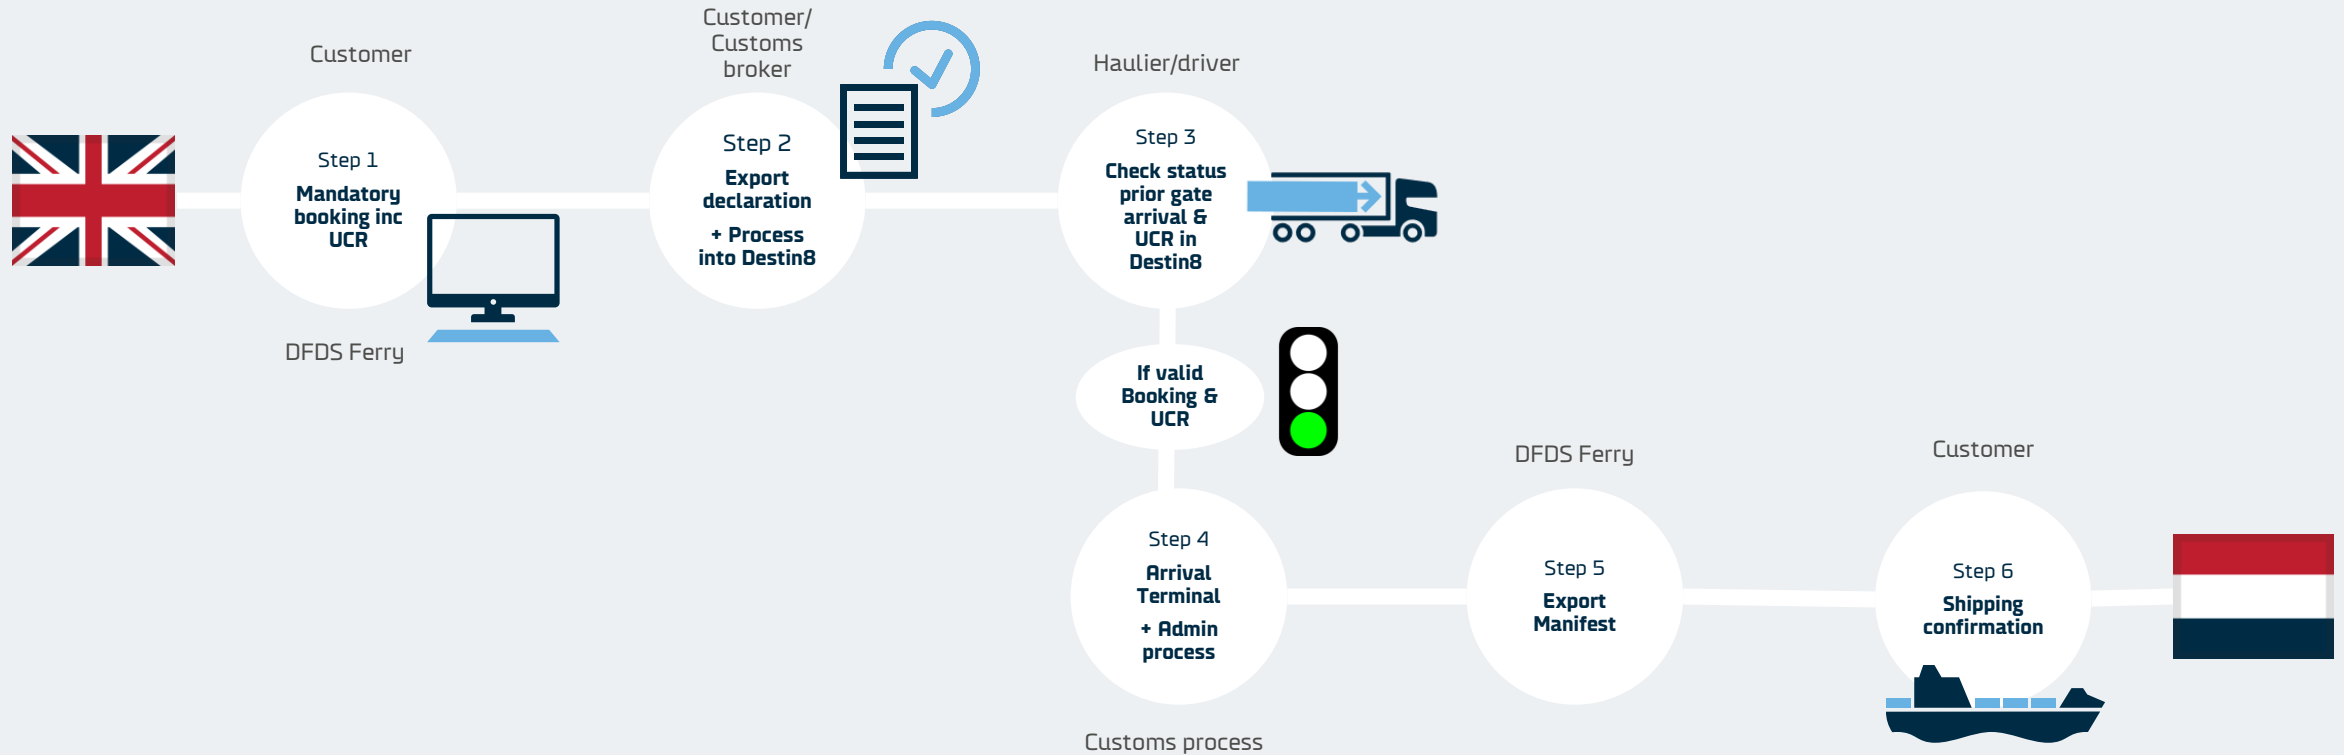 Customer
Step 1
Mandatory
booking inc
UCR
DFDS Ferry
Customer/
Customs
broker
Step 2
Export
declaration
+ Process
into Destin8
Haulier/driver
Step 3
Check status
prior gate
arrival &
UCR in
Destin8
If valid
Booking &
UCR
Step 4
Arrival
Terminal
+ Admin
process
Customs process
DFDS Ferry
Step 5
Export
Manifest
Customer
Step 6
Shipping
confirmation